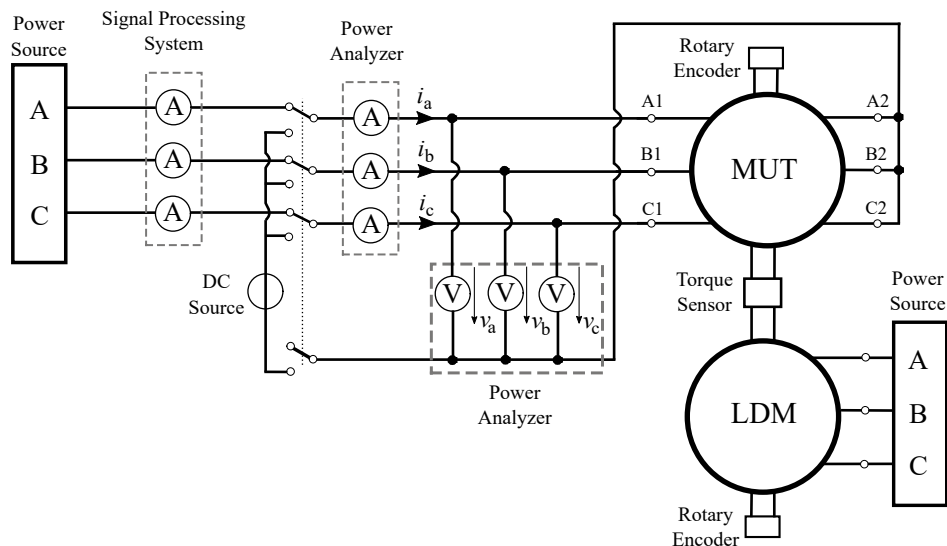 Power
Source
Signal Processing
System
Power
Analyzer
Rotary
Encoder
A
B
C
A
A
A
A
A
A
i_a
i_b
i_c
A1
B1
C1
MUT
A2
B2
C2
DC
Source
V
V
V
v_a
v_b
v_c
Power
Analyzer
Torque
Sensor
Power
Source
LDM
A
B
C
Rotary
Encoder